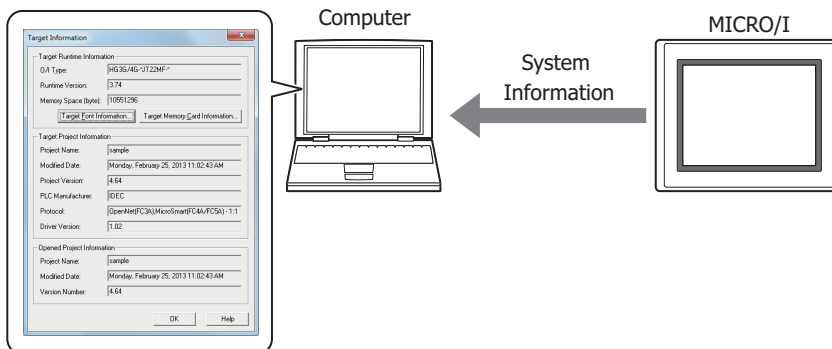 Computer
MICRO/I
System
Information
Target Information
Target Runtime Information
O/I Type: HG3G/4G-*JT22MF-*
Runtime Version: 3.74
Memory Space (byte): 10551296
Target Font Information... Target Memory Card Information...
Target Project Information
Project Name: sample
Modified Date: Monday, February 25, 2013 11:02:43 AM
Project Version: 4.64
PLC Manufacturer: IDEC
Protocol: OpenNet(FC3A),MicroSmart(FC4A/FC5A) - 1:1
Driver Version: 1.02
Opened Project Information
Project Name: sample
Modified Date: Monday, February 25, 2013 11:02:43 AM
Version Number: 4.64
OK Help